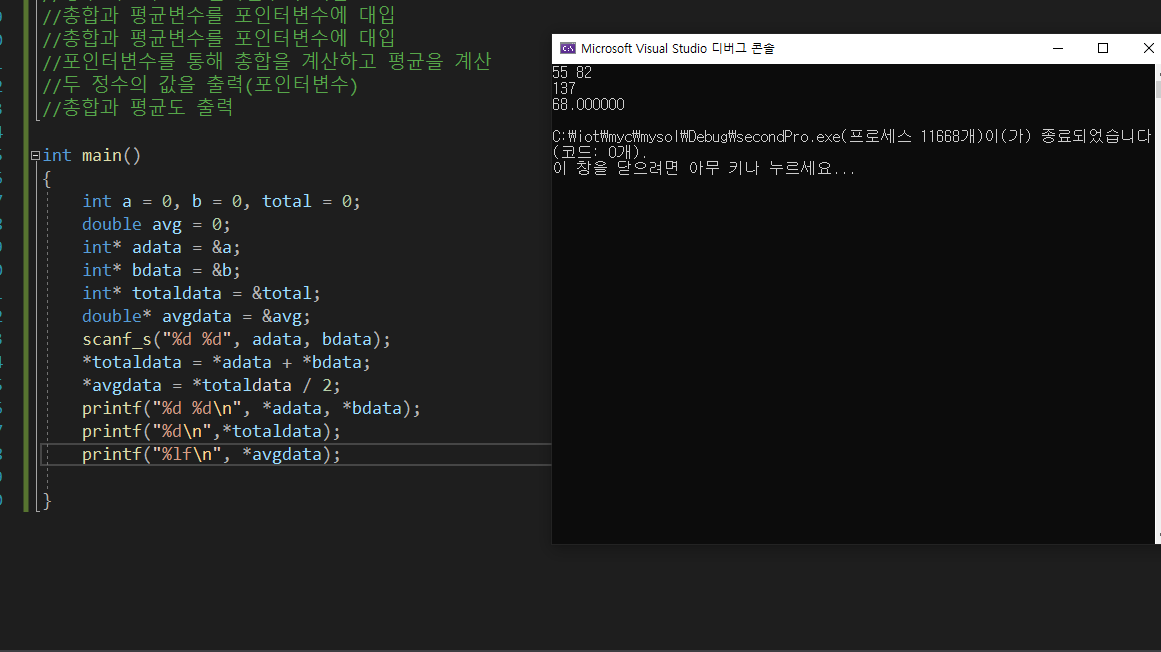 //총합과 평균변수를 포인터변수에 대입
//총합과 평균변수를 포인터변수에 대입
//포인터변수를 통해 총합을 계산하고 평균을 계산
//두 정수의 값을 출력(포인터변수)
//총합과 평균도 출력
int main()
{
int a = 0, b = 0, total = 0;
double avg = 0;
int* adata = &a;
int* bdata = &b;
int* totaldata = &total;
double* avgdata = &avg;
scanf_s("%d %d", adata, bdata);
*totaldata = *adata + *bdata;
*avgdata = *totaldata / 2;
printf("%d %d\n", *adata, *bdata);
printf("%d\n",*totaldata);
printf("%lf\n", *avgdata);
}
Microsoft Visual Studio 디버그 콘솔
55 82
137
68.000000
C:₩iot₩myc₩mysol₩Debug₩secondPro.exe(프로세스 11668개)이(가) 종료되었습니다
(코드: 0개).
이 창을 닫으려면 아무 키나 누르세요...